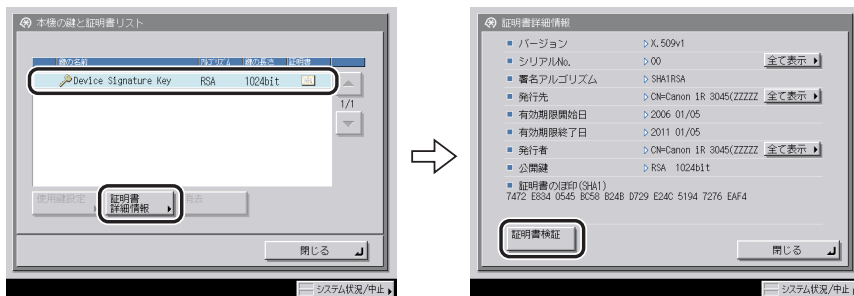 本機の鍵と証明書リスト
鍵の名前 アルゴリズム 鍵の長さ 証明書
Device Signature Key RSA 1024bit
1/1
使用鍵設定
証明書
詳細情報
消去
閉じる
システム状況/中止
証明書詳細情報
バージョン X.509v1
シリアルNo. 00 全て表示
署名アルゴリズム SHA1RSA
発行先 CN=Canon iR 3045(ZZZZZ 全て表示
有効期限開始日 2006 01/05
有効期限終了日 2011 01/05
発行者 CN=Canon iR 3045(ZZZZZ 全て表示
公開鍵 RSA 1024bit
証明書のぼ印(SHA1)
7472 E834 0545 BC58 B24B D729 E24C 5194 7276 EAF4
証明書検証
閉じる
システム状況/中止